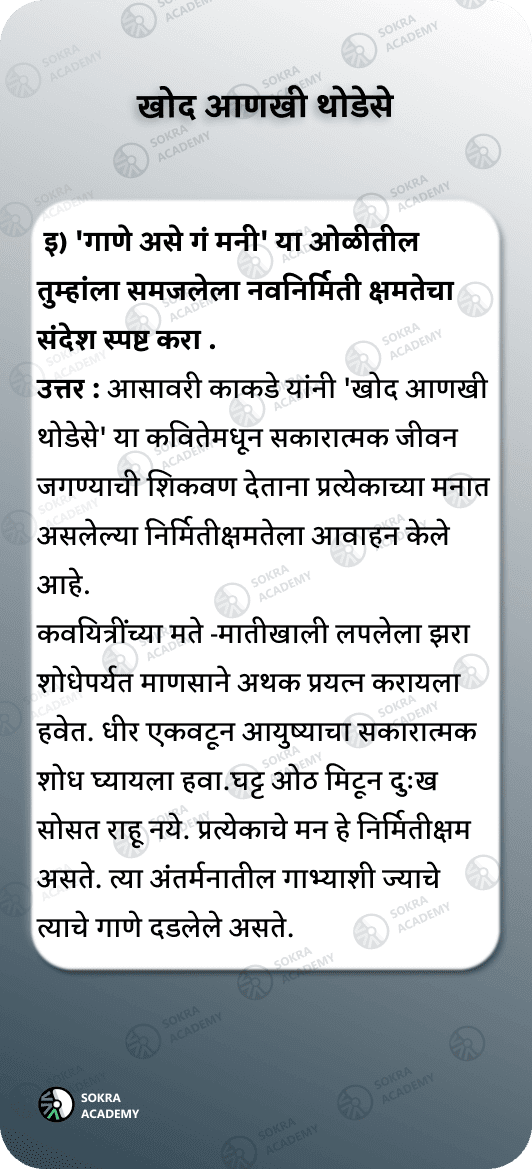 खोद आणखी थोडेसे
इ) 'गाणे असे गं मनी' या ओळीतील
तुम्हांला समजलेला नवनिर्मिती क्षमतेचा
संदेश स्पष्ट करा .
उत्तर : आसावरी काकडे यांनी 'खोद आणखी
थोडेसे' या कवितेमधून सकारात्मक जीवन
जगण्याची शिकवण देताना प्रत्येकाच्या मनात
असलेल्या निर्मितीक्षमतेला आवाहन केले
आहे.
कवयित्रींच्या मते -मातीखाली लपलेला झरा
शोधेपर्यत माणसाने अथक प्रयत्न करायला
हवेत. धीर एकवटून आयुष्याचा सकारात्मक
शोध घ्यायला हवा.घट्ट ओठ मिटून दुःख
सोसत राहू नये. प्रत्येकाचे मन हे निर्मितीक्षम
असते. त्या अंतर्मनातील गाभ्याशी ज्याचे
त्याचे गाणे दडलेले असते.
SOKRA
ACADEMY